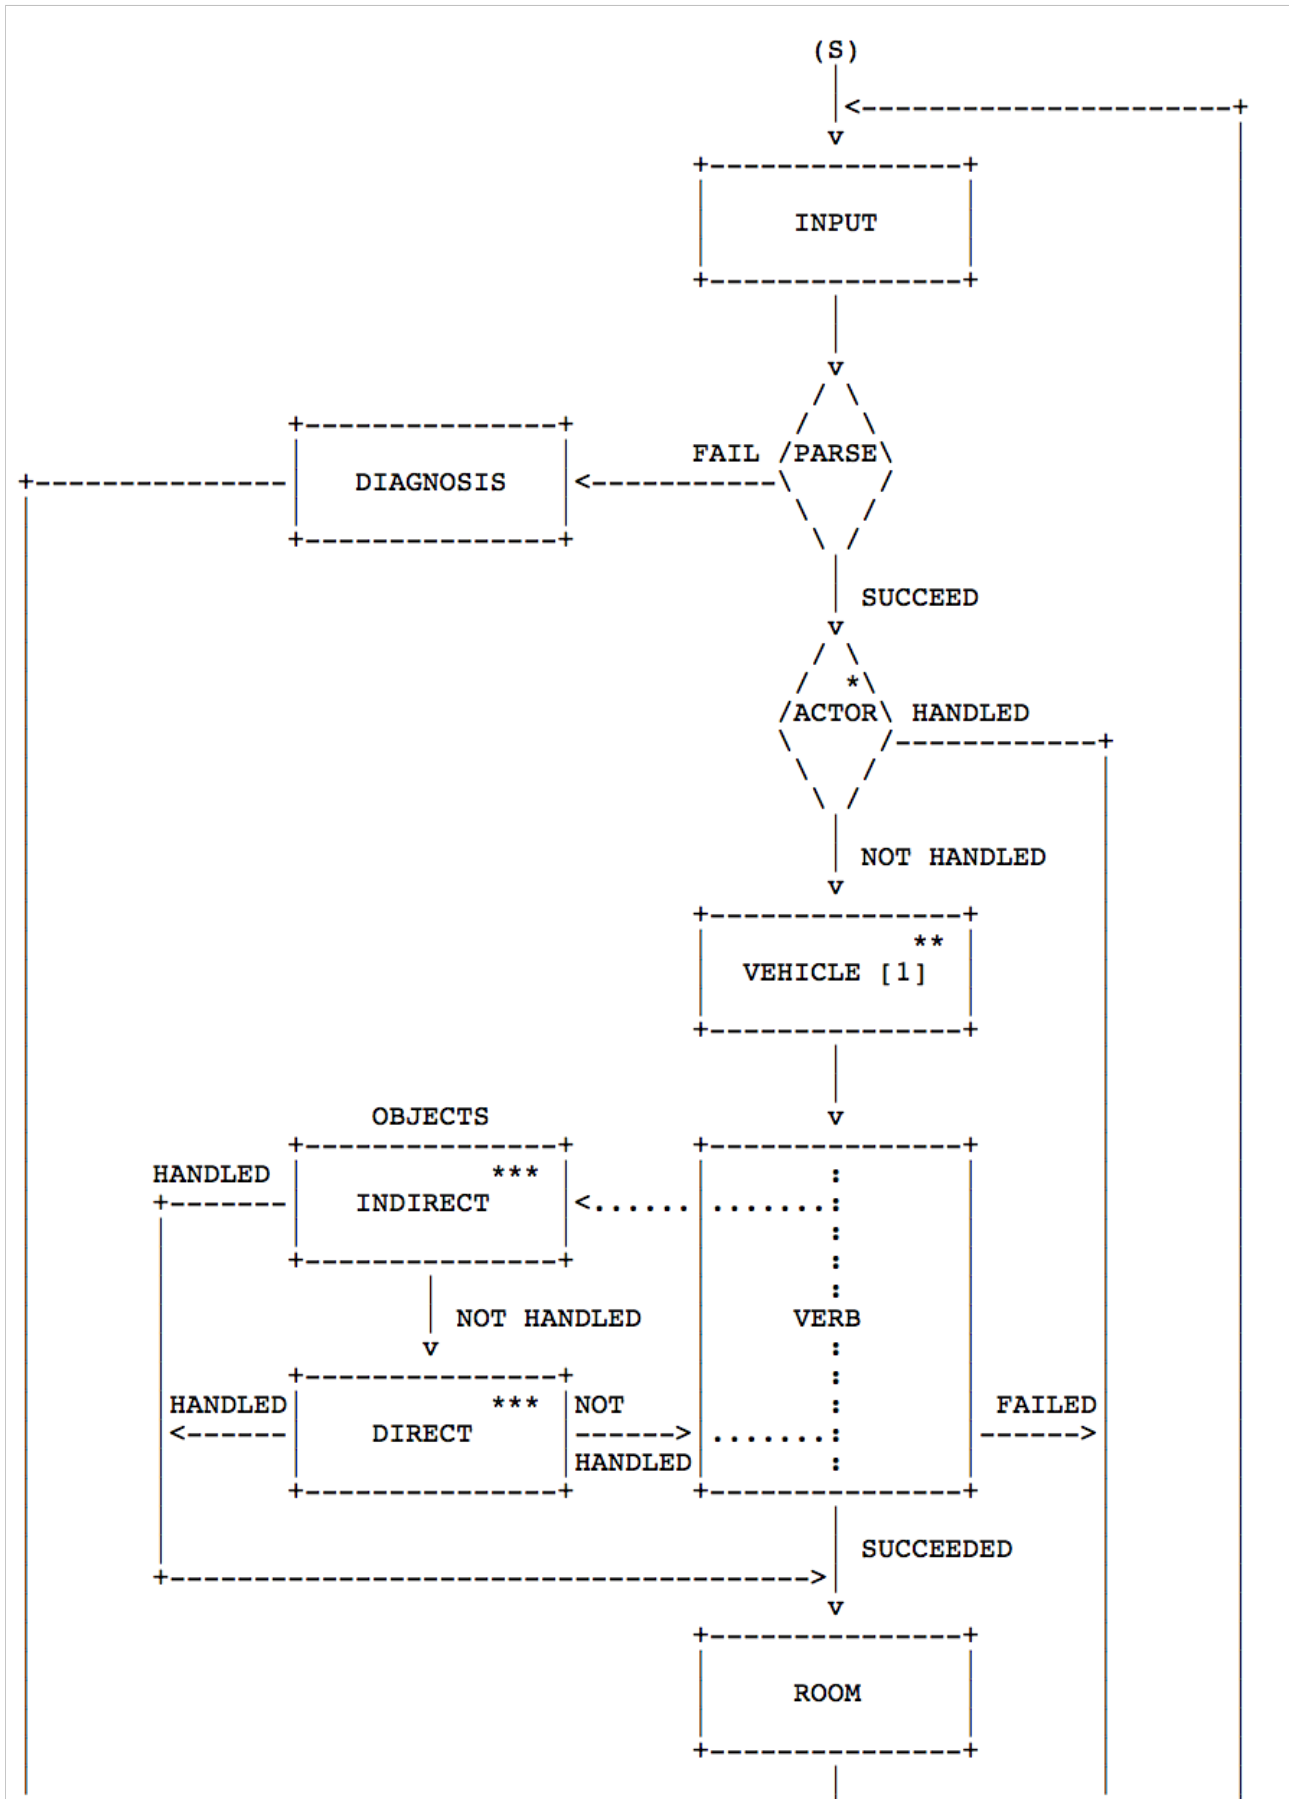 (S)
INPUT
FAIL
PARSE
DIAGNOSIS
SUCCEED
*
ACTOR
HANDLED
NOT HANDLED
**
VEHICLE [1]
OBJECTS
HANDLED
***
INDIRECT
NOT HANDLED
VERB
HANDLED
***
NOT
FAILED
DIRECT
HANDLED
SUCCEEDED
ROOM